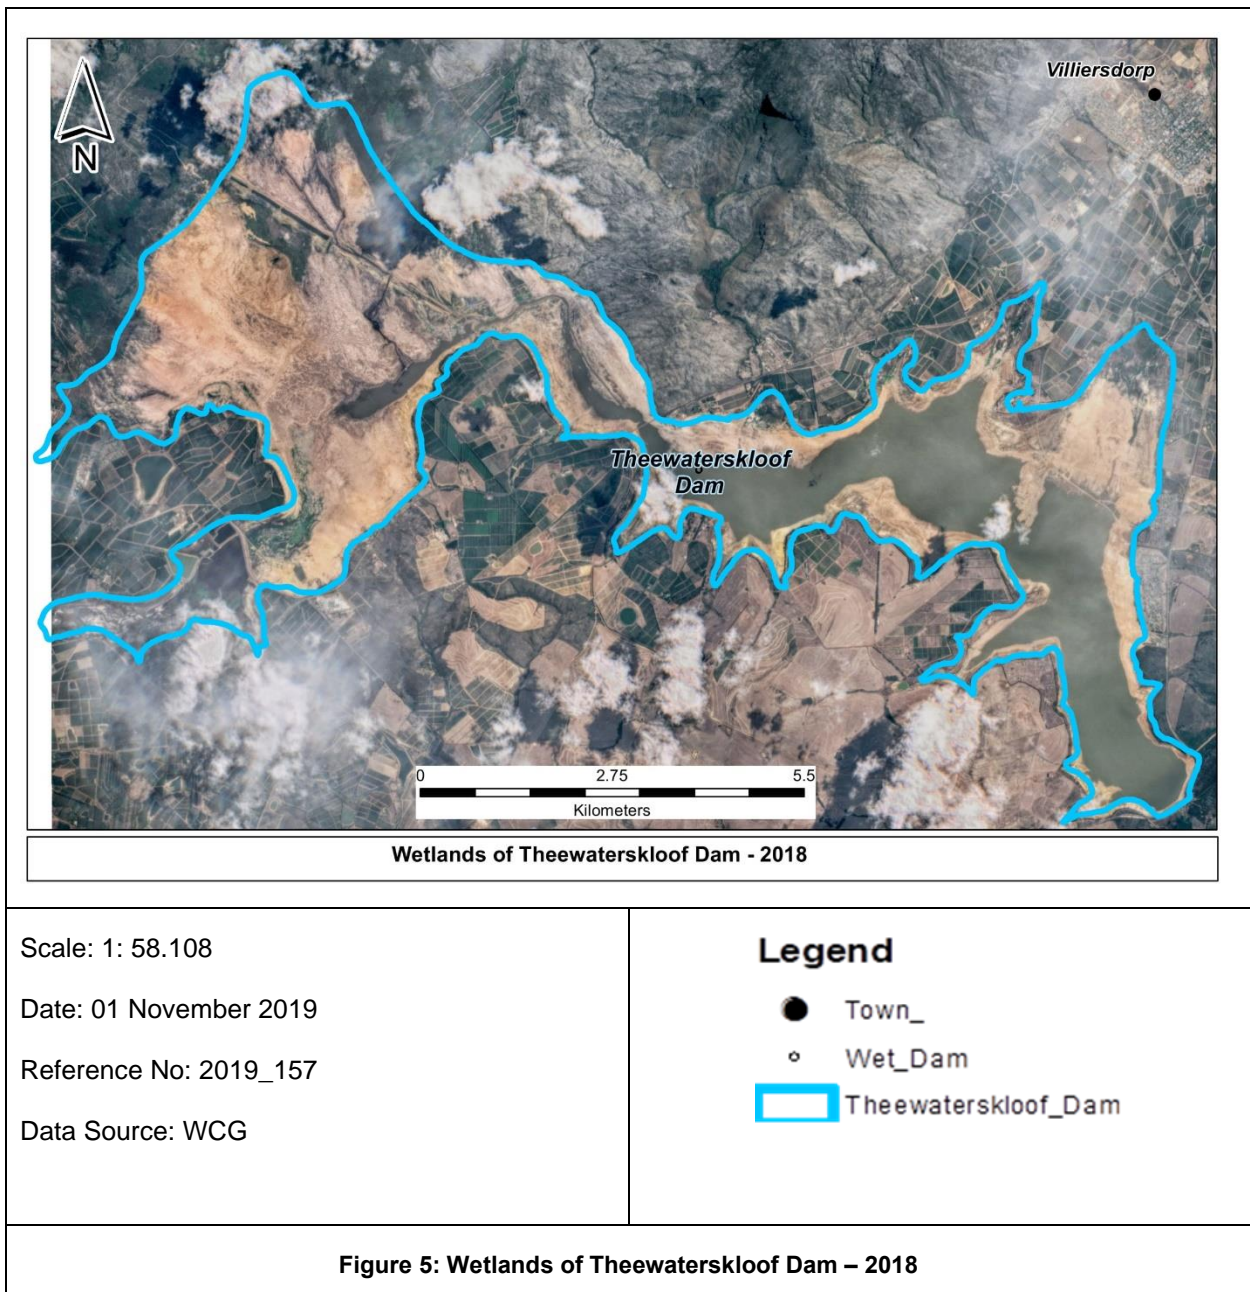 Villiersdorp
N
Theewaterskloof
Dam
0 2.75 5.5
Kilometers
Wetlands of Theewaterskloof Dam - 2018
Scale: 1: 58.108
Date: 01 November 2019
Reference No: 2019_157
Data Source: WCG
Legend
Town_
Wet_Dam
Theewaterskloof_Dam
Figure 5: Wetlands of Theewaterskloof Dam – 2018